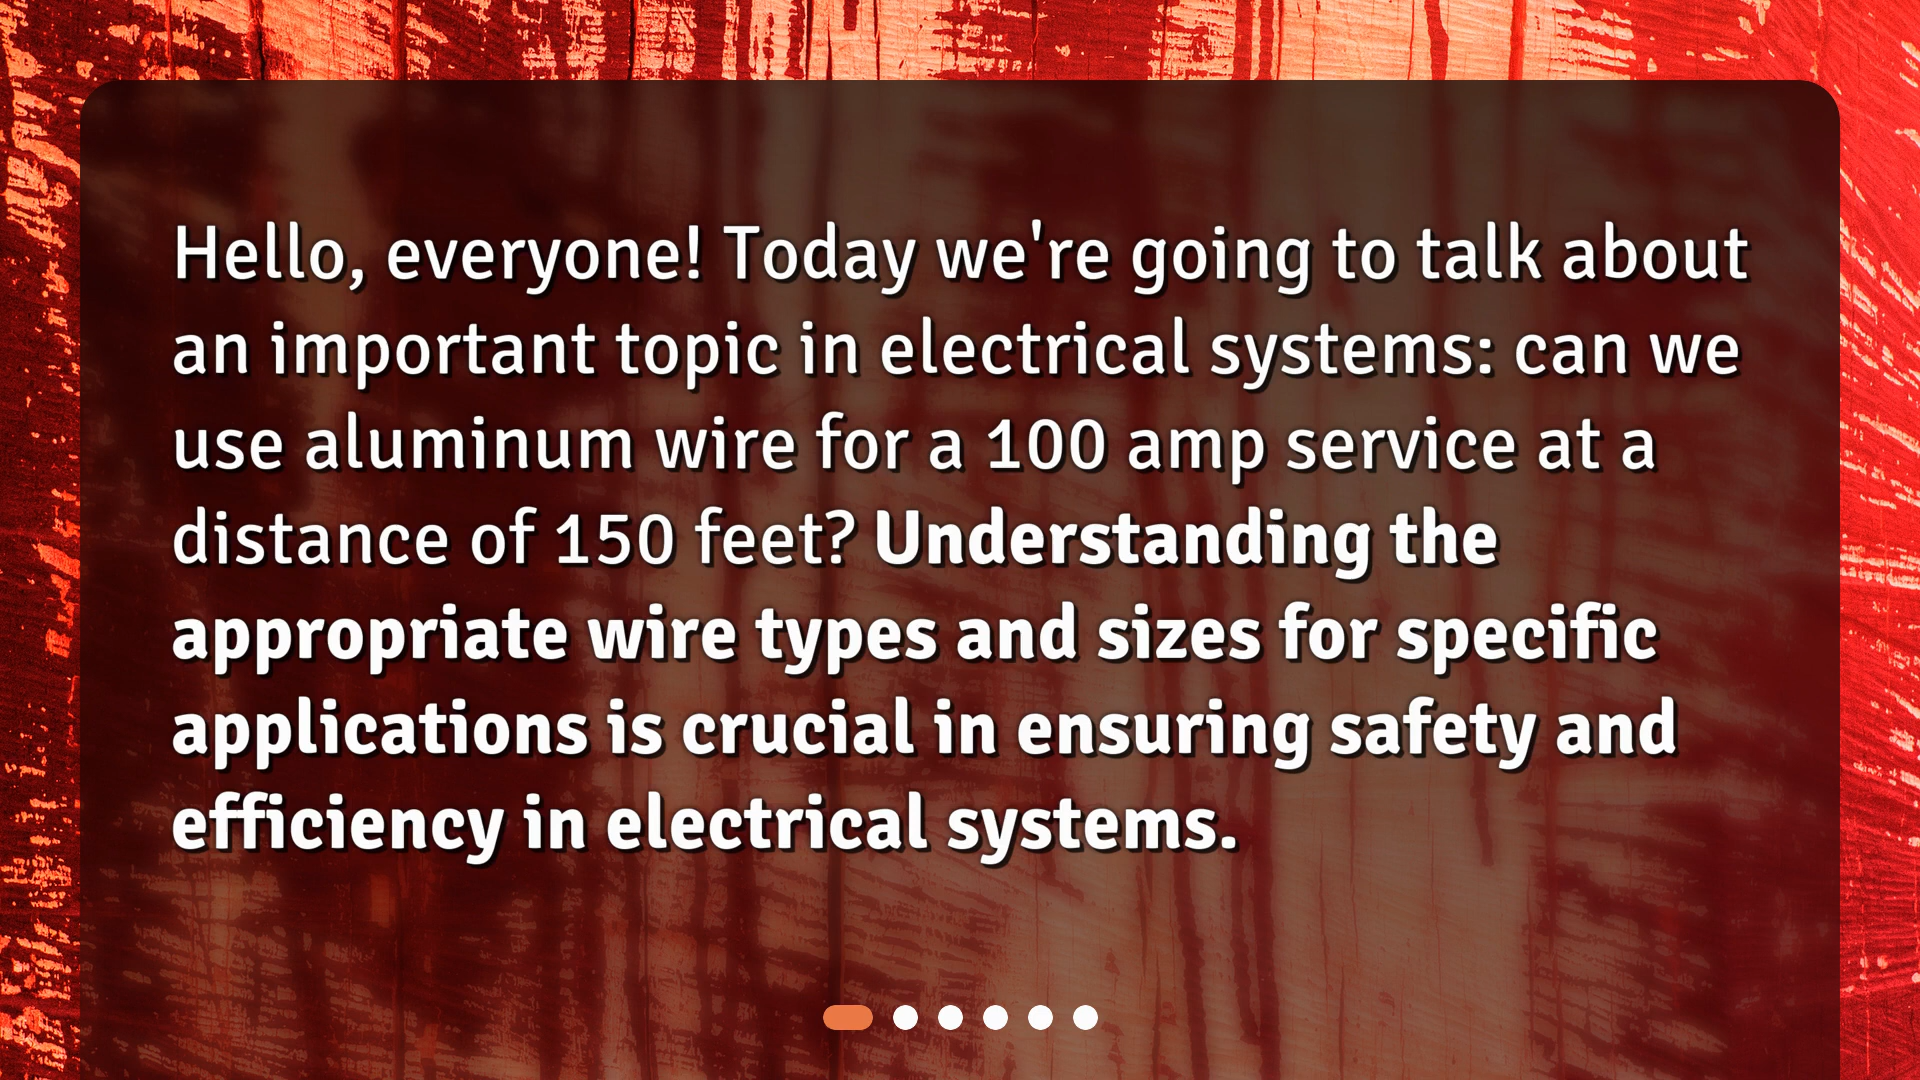 Hello, everyone! Today we're going to talk about
an important topic in electrical systems: can we
use aluminum wire for a 100 amp service at a
distance of 150 feet? Understanding the
appropriate wire types and sizes for specific
applications is crucial in ensuring safety and
efficiency in electrical systems.